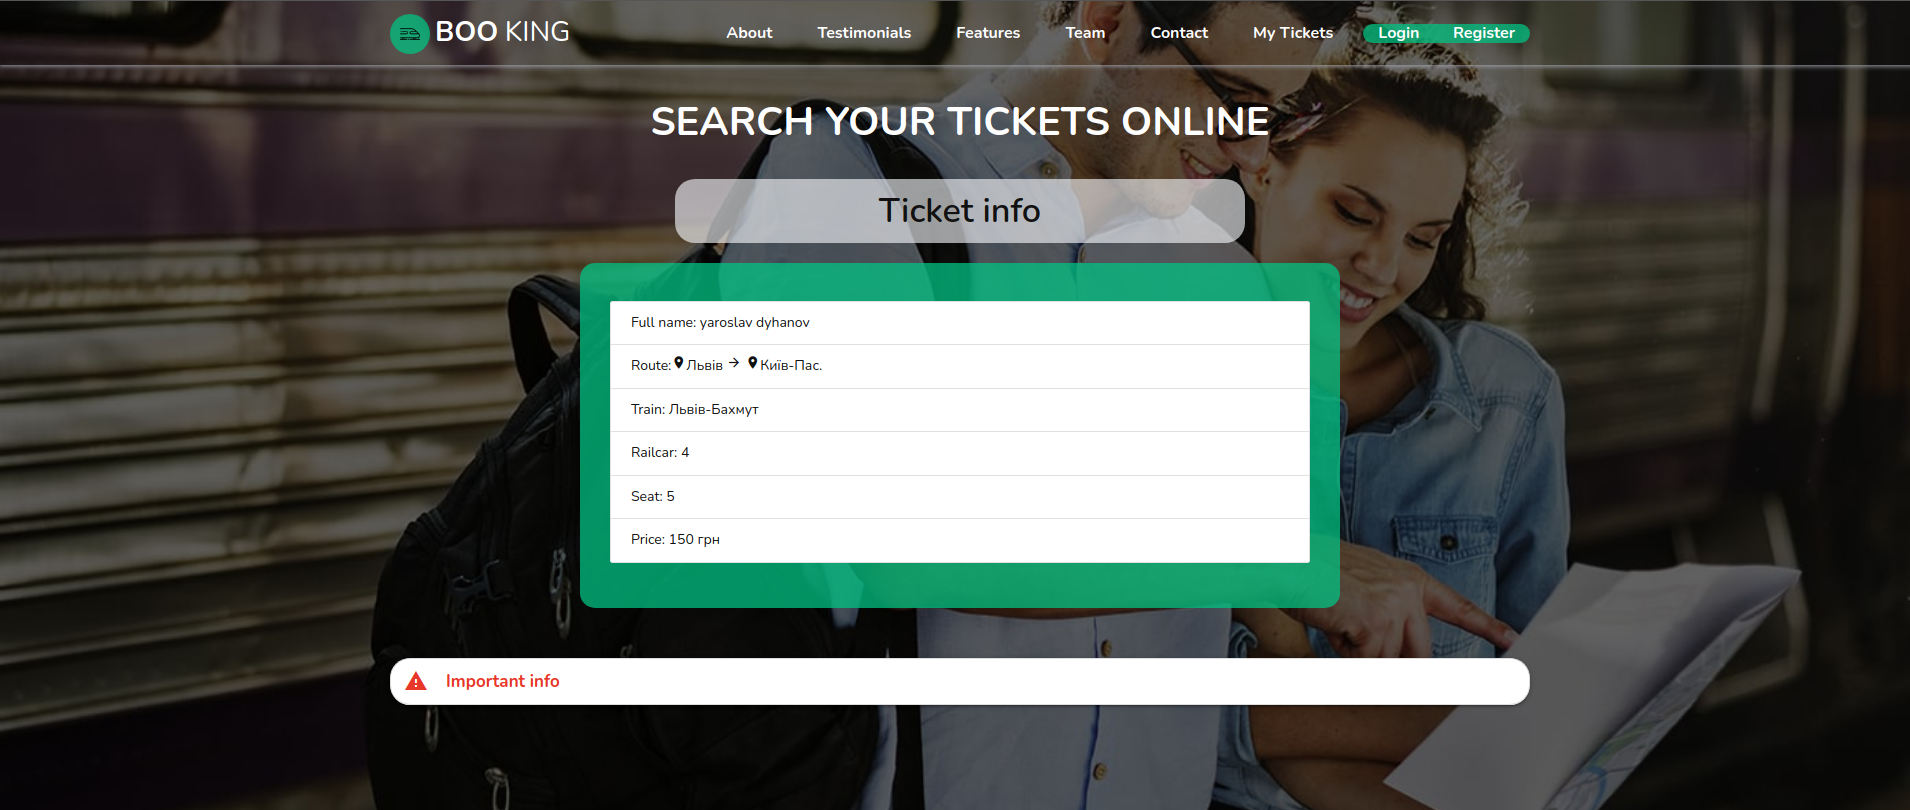 BOO KING
About Testimonials Features Team Contact My Tickets Login Register
SEARCH YOUR TICKETS ONLINE
Ticket info
Full name: yaroslav dyhanov
Route: Львів → Київ-Пас.
Train: Львів-Бахмут
Railcar: 4
Seat: 5
Price: 150 грн
Important info